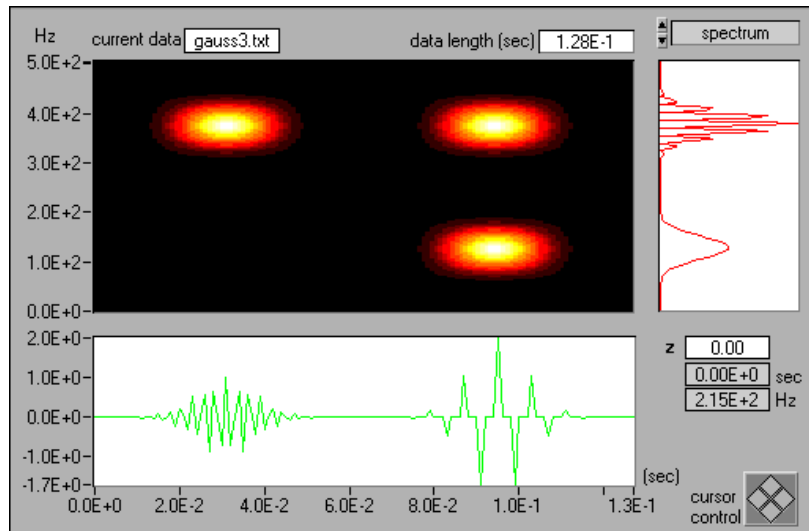 Hz current data gauss3.txt data length (sec) 1.28E-1 spectrum
5.0E+2
4.0E+2
3.0E+2
2.0E+2
1.0E+2
0.0E+0
2.0E+0
1.0E+0
0.0E+0
-1.0E+0
-1.7E+0
0.0E+0 2.0E-2 4.0E-2 6.0E-2 8.0E-2 1.0E-1 1.3E-1
(sec)
z 0.00
0.00E+0 sec
2.15E+2 Hz
cursor
control